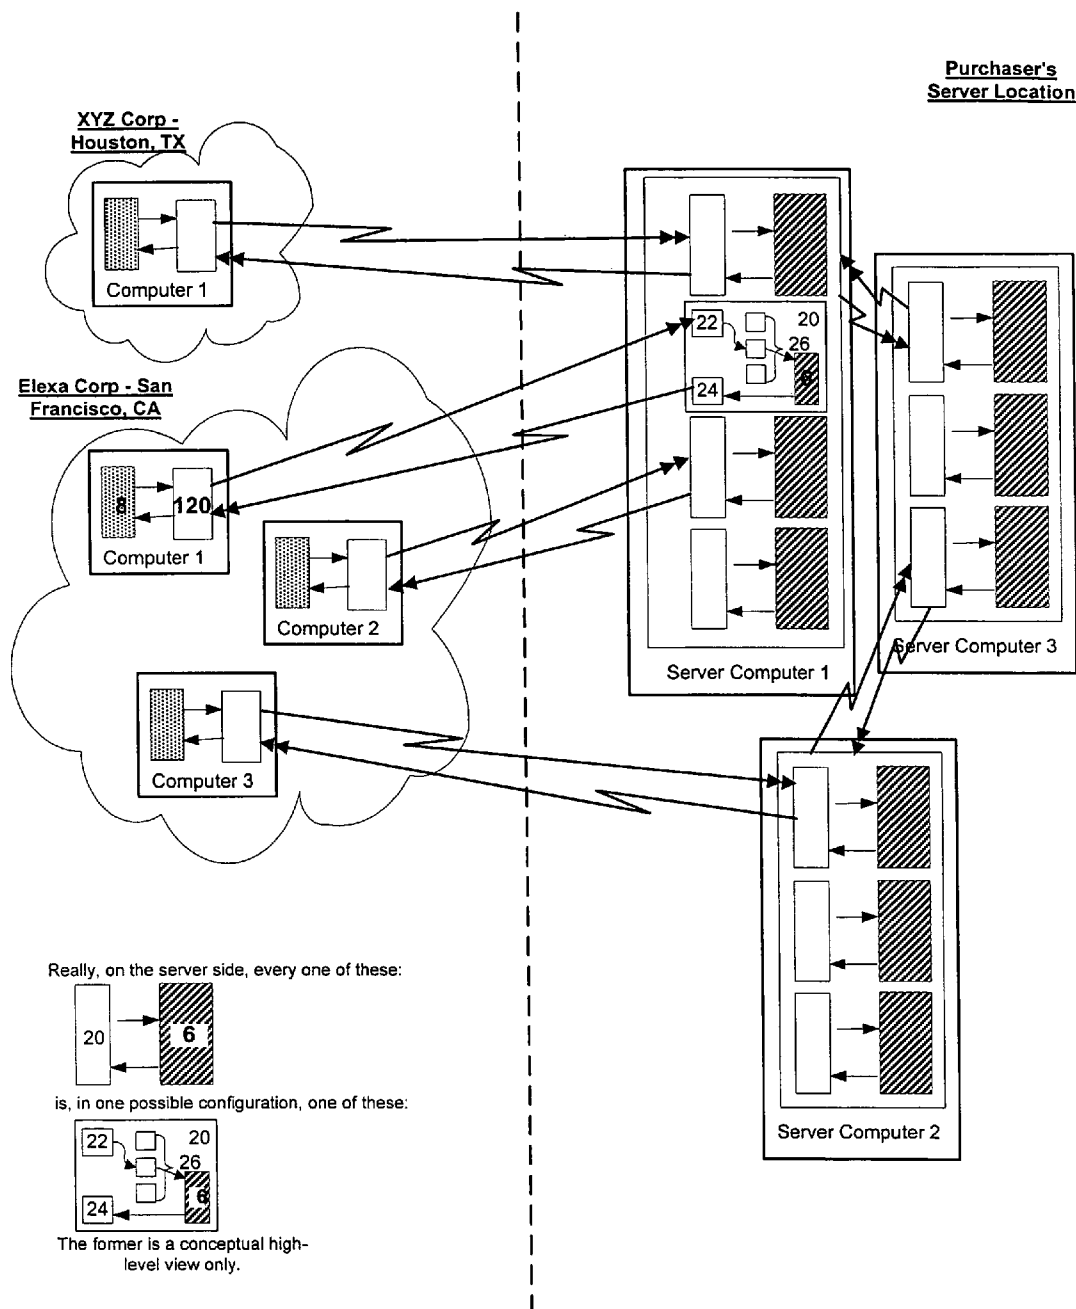 Purchaser's
Server Location
XYZ Corp -
Houston, TX
Computer 1
22
20
26
6
24
Elexa Corp - San
Francisco, CA
8
120
Computer 1
Computer 2
Server Computer 1
Server Computer 3
Computer 3
Really, on the server side, every one of these:
20
6
is, in one possible configuration, one of these:
22
20
26
6
24
The former is a conceptual high-
level view only.
Server Computer 2